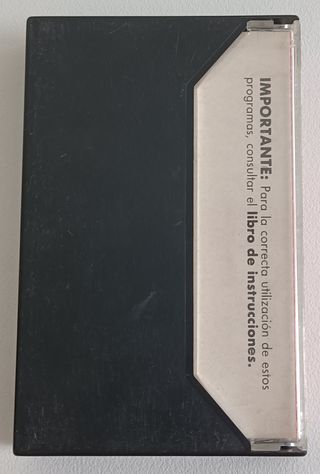 IMPORTANTE: Para la correcta utilización de estos
programas, consultar el libro de instrucciones.